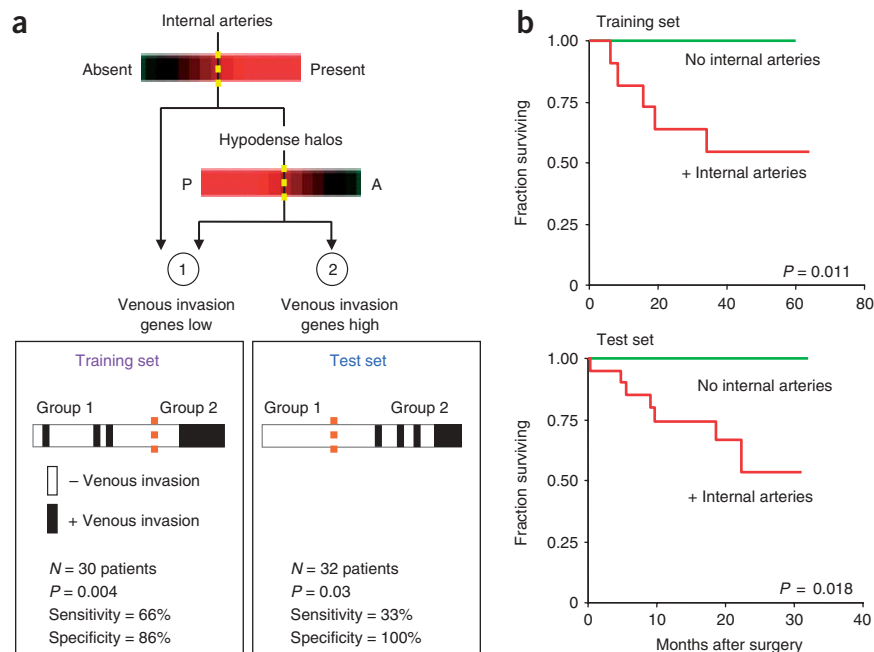 a
Internal arteries
Absent
Present
Hypodense halos
P
A
1
2
Venous invasion
genes low
Venous invasion
genes high
Training set
Group 1
Group 2
– Venous invasion
+ Venous invasion
N = 30 patients
P = 0.004
Sensitivity = 66%
Specificity = 86%
Test set
Group 1
Group 2
N = 32 patients
P = 0.03
Sensitivity = 33%
Specificity = 100%
b
Training set
Fraction surviving
1.00
0.75
0.50
0.25
0
No internal arteries
+ Internal arteries
P = 0.011
0
20
40
60
80
Test set
Fraction surviving
1.00
0.75
0.50
0.25
0
No internal arteries
+ Internal arteries
P = 0.018
0
10
20
30
40
Months after surgery